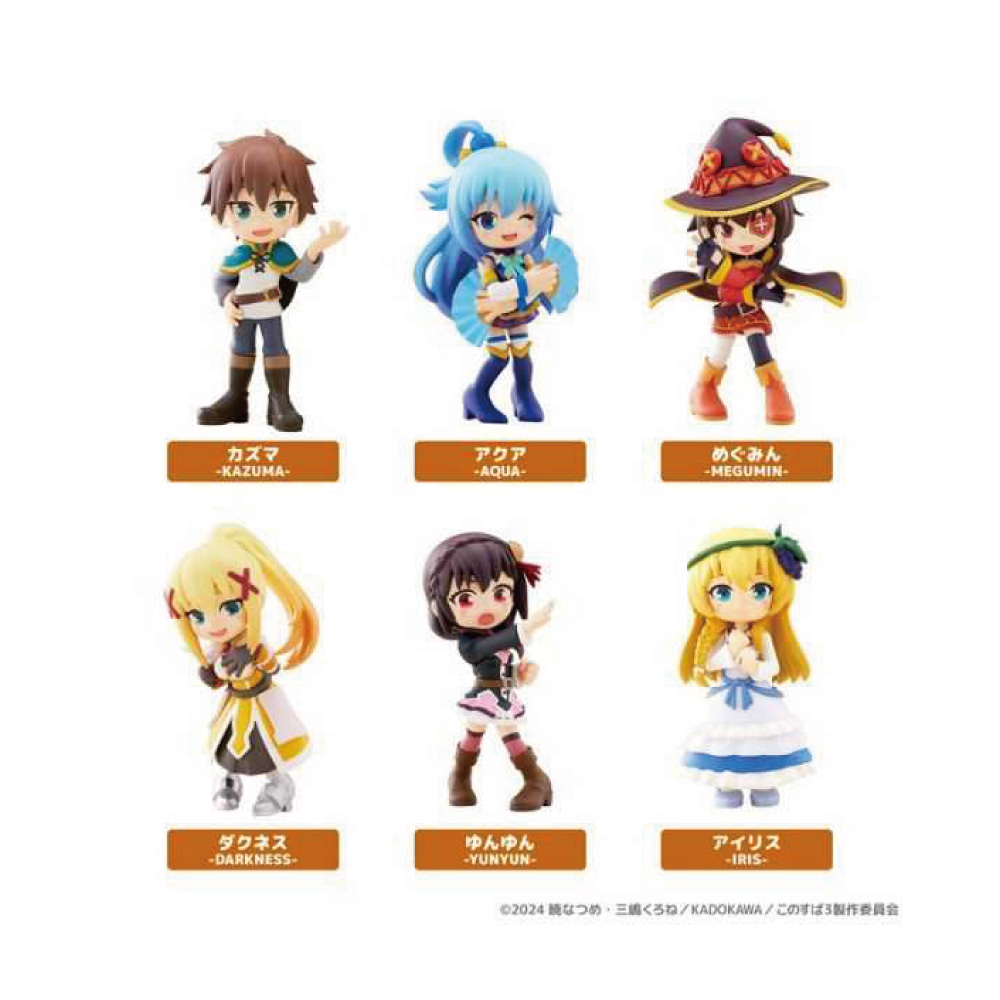 カズマ
-KAZUMA-
アクア
-AQUA-
めぐみん
-MEGUMIN-
ダクネス
-DARKNESS-
ゆんゆん
-YUNYUN-
アイリス
-IRIS-
©2024 暁なつめ・三嶋くろね/KADOKAWA/このすば3製作委員会